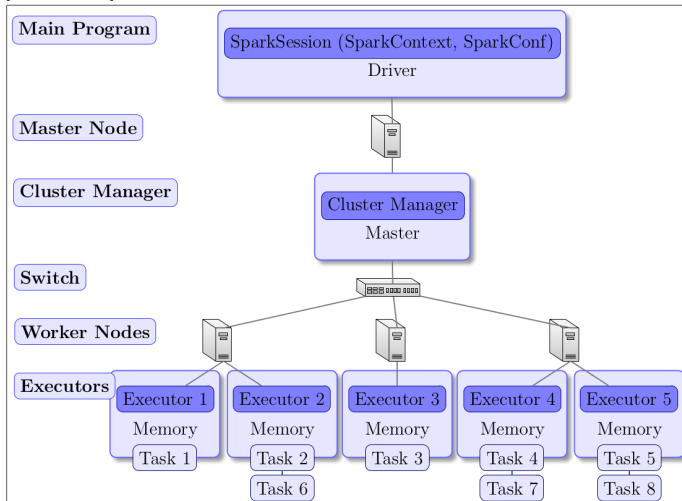 Main Program
SparkSession (SparkContext, SparkConf)
Driver
Master Node
Cluster Manager
Cluster Manager
Master
Switch
Worker Nodes
Executors
Executor 1
Executor 2
Executor 3
Executor 4
Executor 5
Memory
Memory
Memory
Memory
Memory
Task 1
Task 2
Task 3
Task 4
Task 5
Task 6
Task 7
Task 8